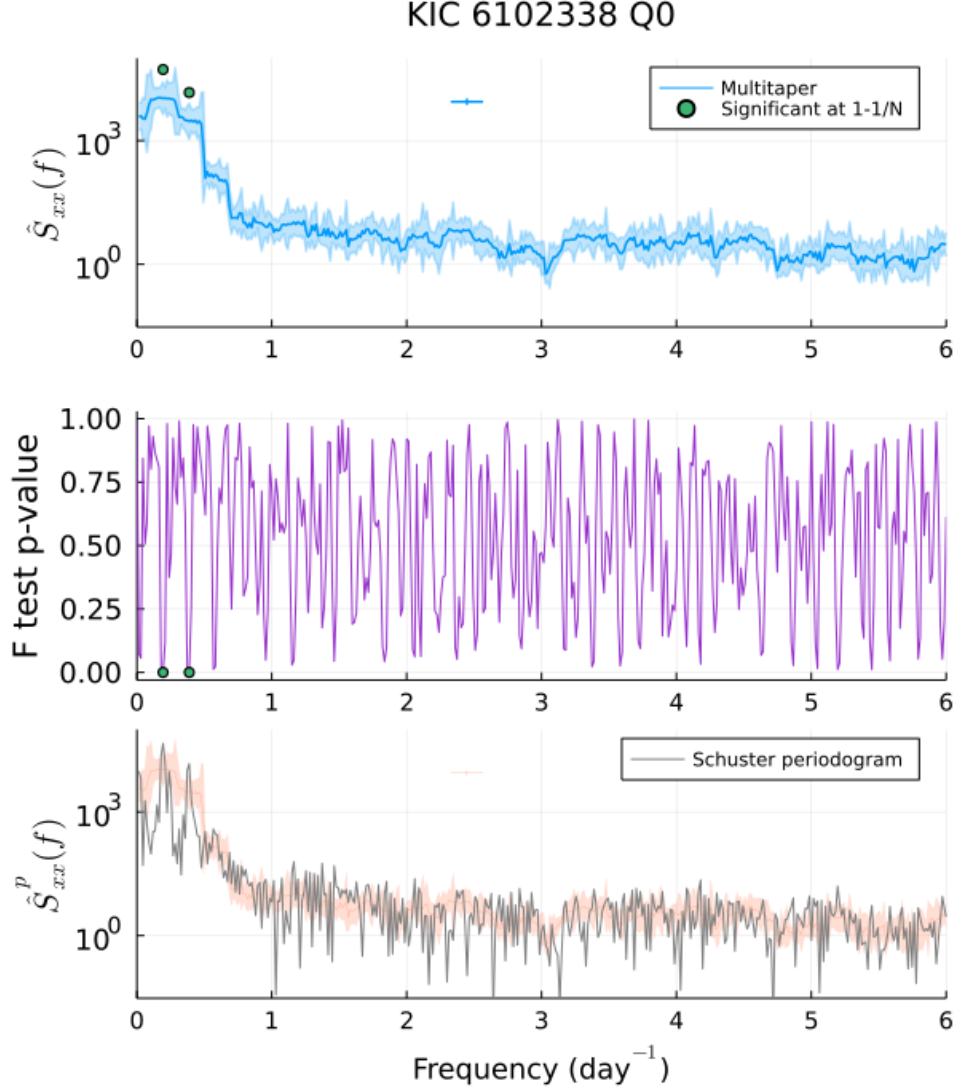 KIC 6102338 Q0
Multitaper
Significant at 1-1/N
10³
10⁰
Ŝ_xx(f)
0 1 2 3 4 5 6
F test p-value
1.00
0.75
0.50
0.25
0.00
0 1 2 3 4 5 6
Schuster periodogram
10³
10⁰
Ŝ^p_xx(f)
0 1 2 3 4 5 6
Frequency (day⁻¹)